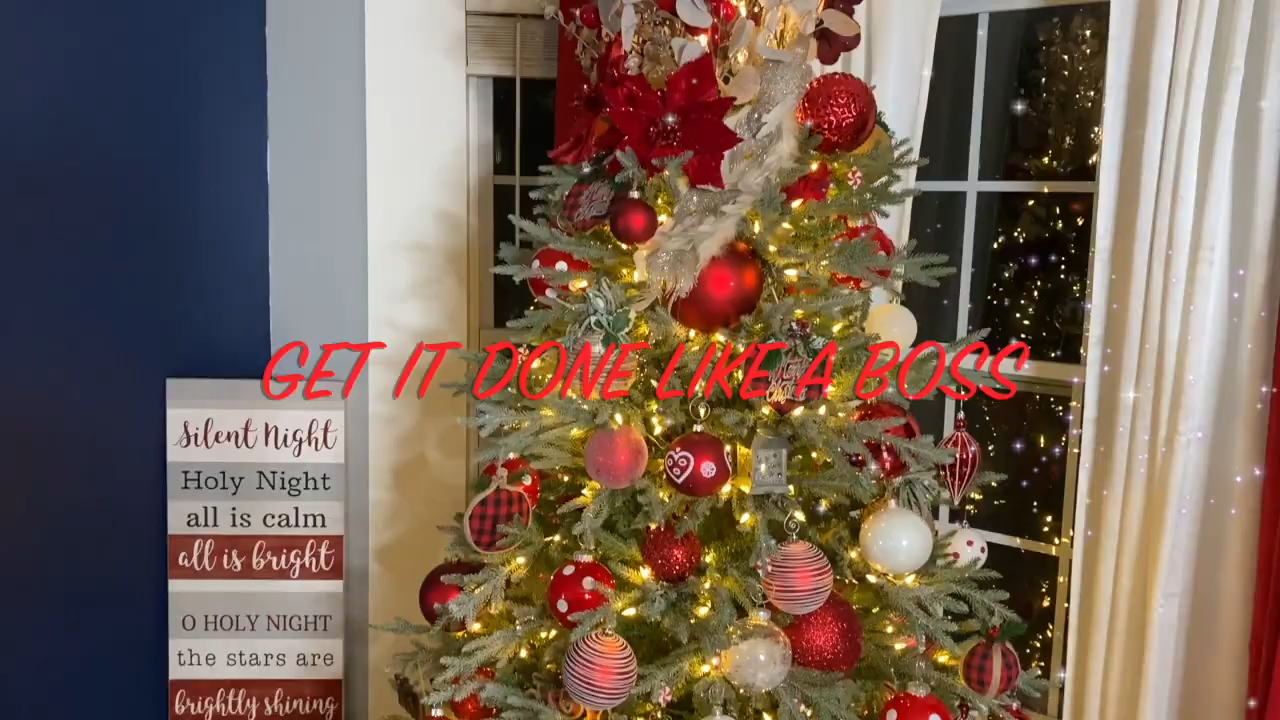 GET IT DONE LIKE A BOSS
Silent Night
Holy Night
all is calm
all is bright
O HOLY NIGHT
the stars are
brightly shining